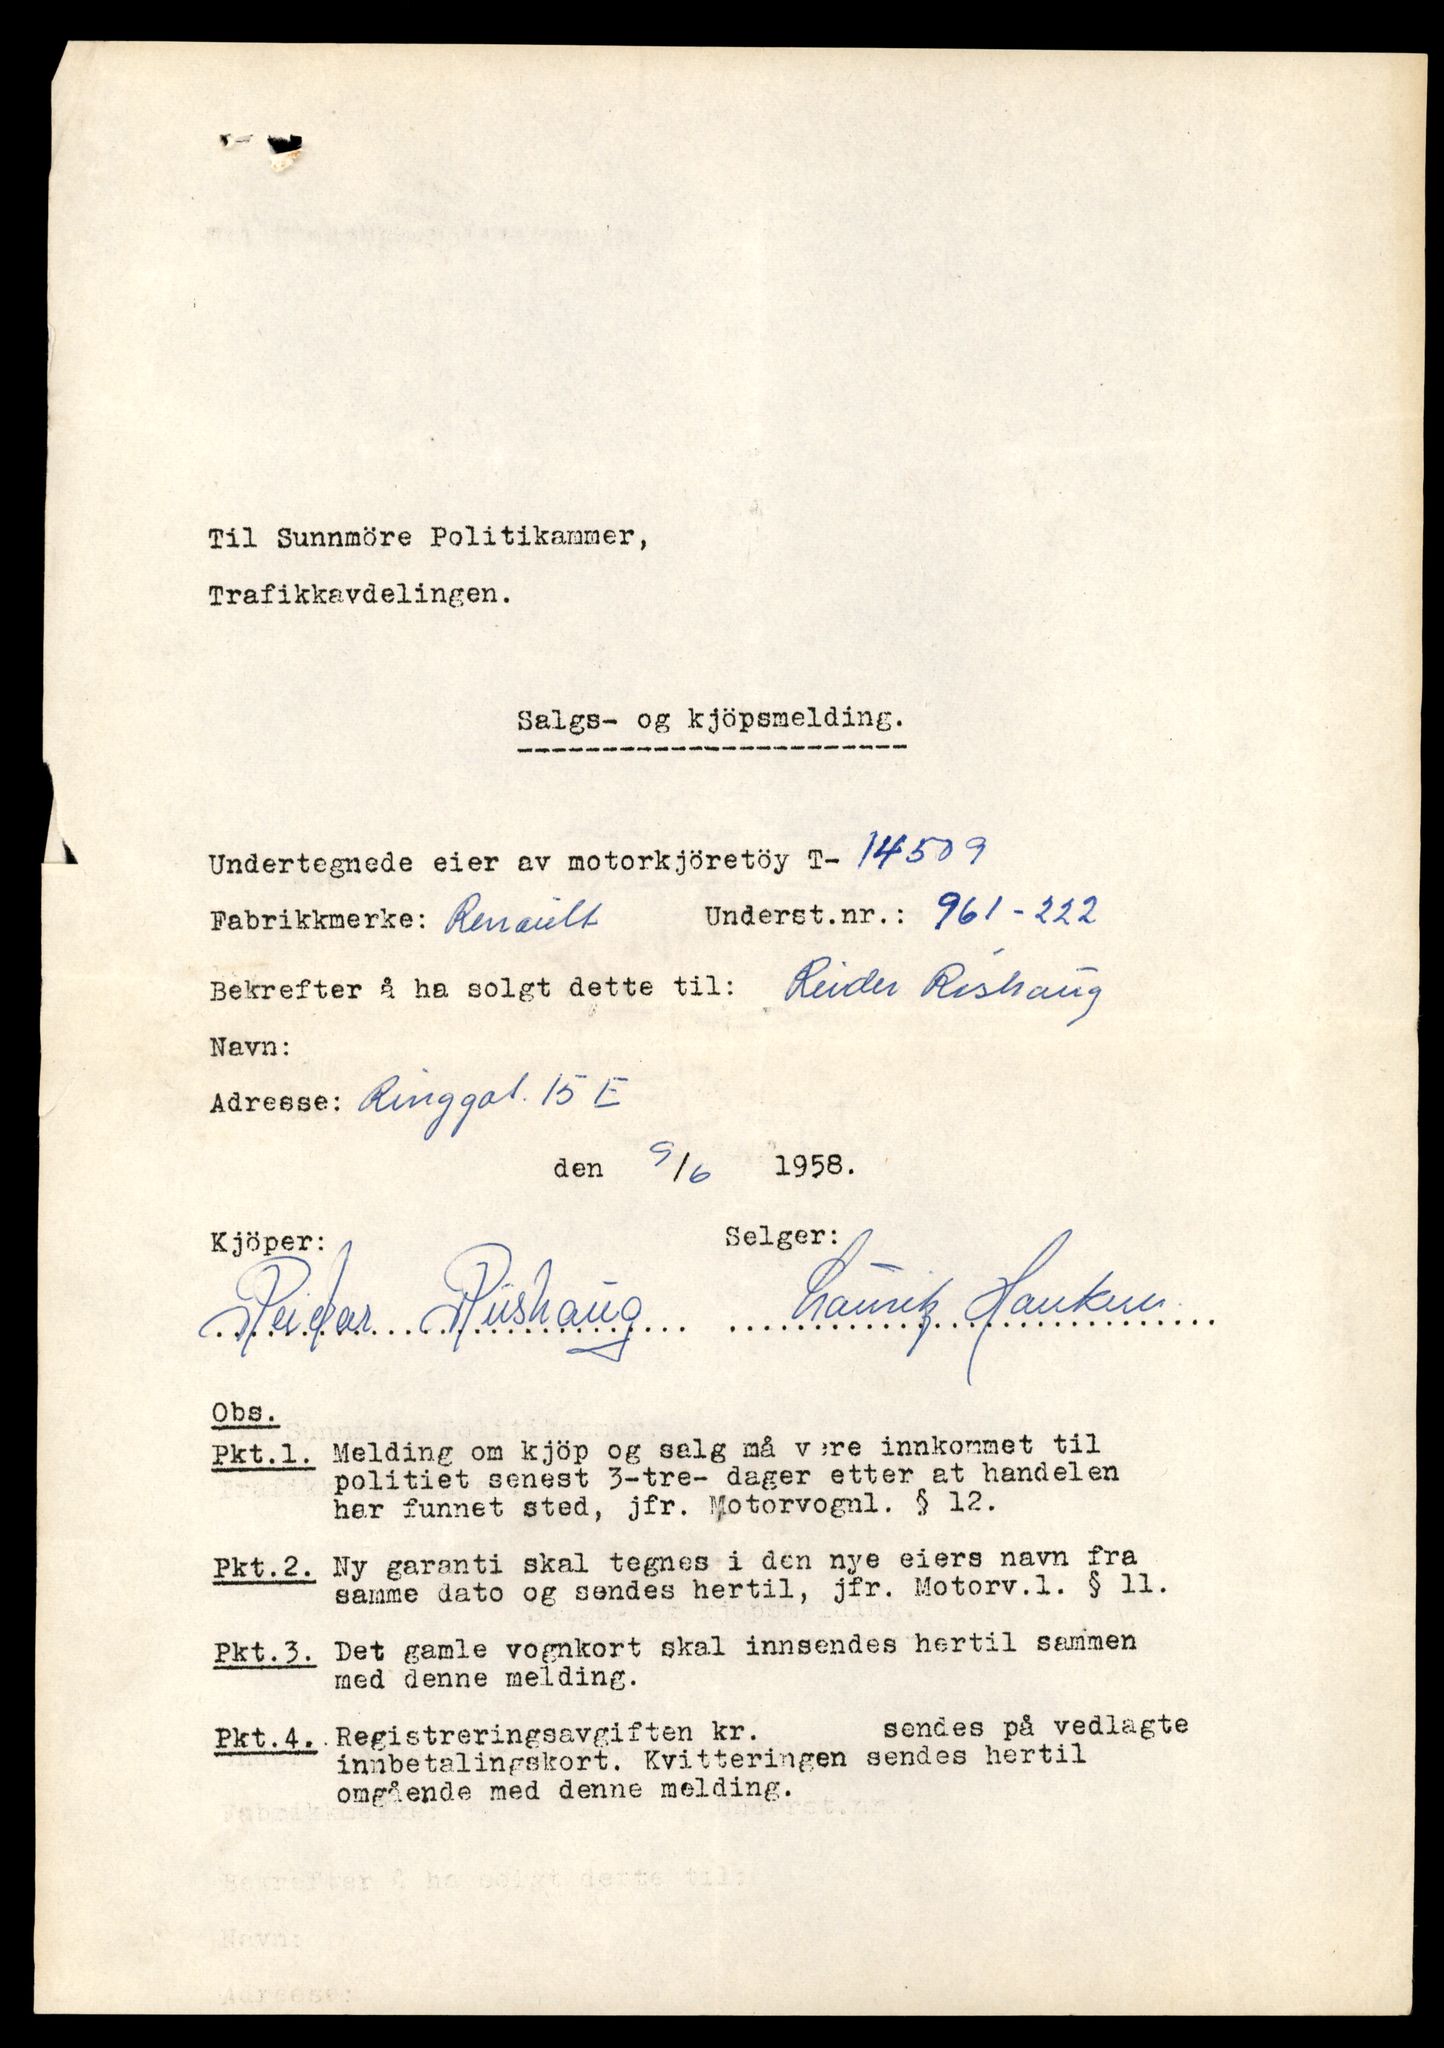 Til Sunnmöre Politikammer,
Trafikkavdelingen.
Salgs- og kjöpsmelding.
Undertegnede eier av motorkjöretöy T- 14509
Fabrikkmerke: Renault Underst.nr.: 961-222
Bekrefter å ha solgt dette til: Reidar Rishaug
Navn:
Adresse: Ringgat. 15 E
den 9/6 1958.
Kjöper: Selger:
Reidar Riishaug Lauritz
Obs.
Pkt.1. Melding om kjöp og salg må være innkommet til
politiet senest 3-tre- dager etter at handelen
har funnet sted, jfr. Motorvognl. § 12.
Pkt.2. Ny garanti skal tegnes i den nye eiers navn fra
samme dato og sendes hertil, jfr. Motorv.l. § 11.
Pkt.3. Det gamle vognkort skal innsendes hertil sammen
med denne melding.
Pkt.4. Registreringsavgiften kr. sendes på vedlagte
innbetalingskort. Kvitteringen sendes hertil
omgående med denne melding.